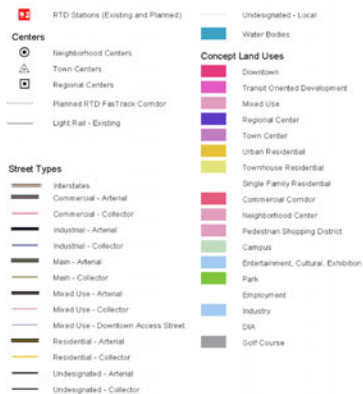 RTD Stations (Existing and Planned)
Centers
Neighborhood Centers
Town Centers
Regional Centers
Planned RTD FasTrack Corridor
Light Rail - Existing
Street Types
Interstates
Commercial - Arterial
Commercial - Collector
Industrial - Arterial
Industrial - Collector
Main - Arterial
Main - Collector
Mixed Use - Arterial
Mixed Use - Collector
Mixed Use - Downtown Access Street
Residential - Arterial
Residential - Collector
Undesignated - Arterial
Undesignated - Collector
Undesignated - Local
Water Bodies
Concept Land Uses
Downtown
Transit Oriented Development
Mixed Use
Regional Center
Town Center
Urban Residential
Townhouse Residential
Single Family Residential
Commercial Corridor
Neighborhood Center
Pedestrian Shopping District
Campus
Entertainment, Cultural, Exhibition
Park
Employment
Industry
DIA
Golf Course